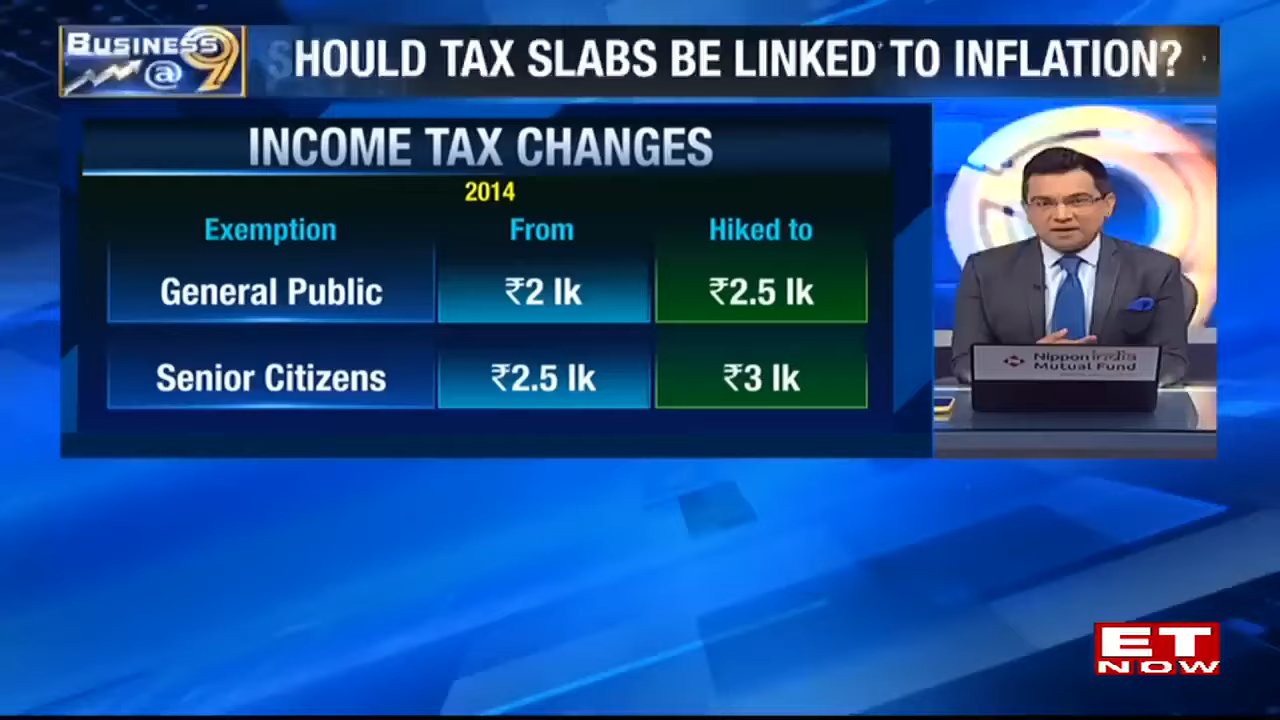 BUSINESS
@9
SHOULD TAX SLABS BE LINKED TO INFLATION?
INCOME TAX CHANGES
2014
Exemption From Hiked to
General Public ₹2 lk ₹2.5 lk
Senior Citizens ₹2.5 lk ₹3 lk
Nippon india
Mutual Fund
ET
NOW